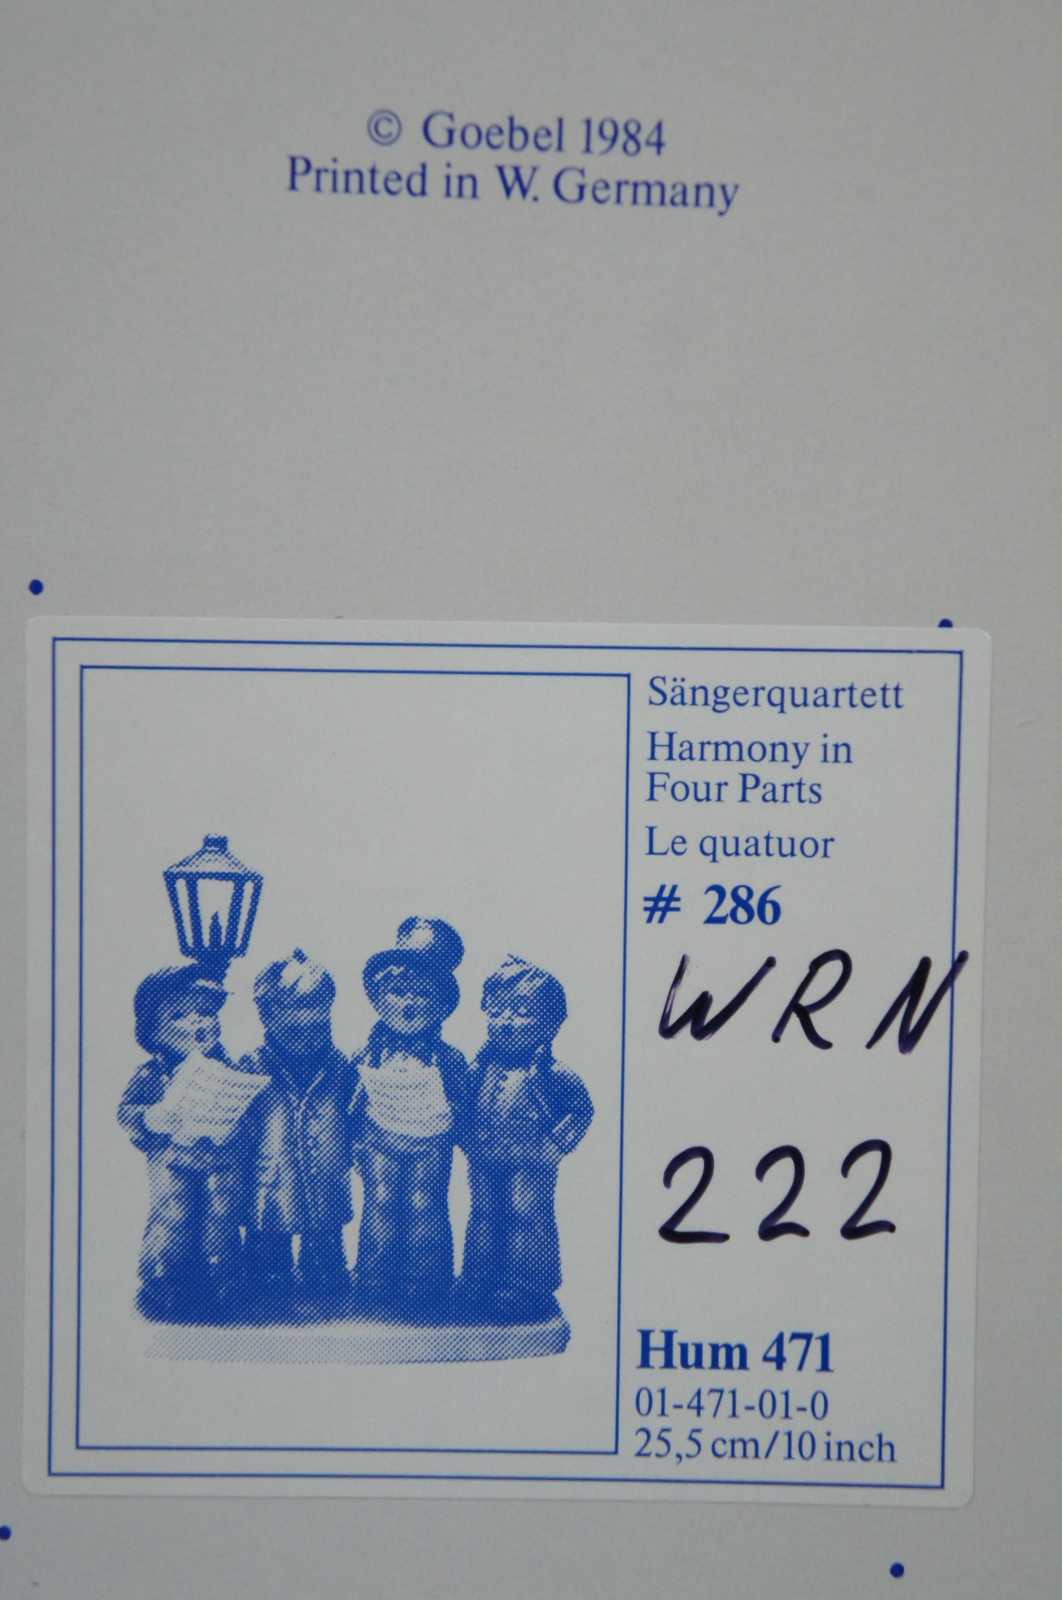 © Goebel 1984
Printed in W. Germany
Sängerquartett
Harmony in
Four Parts
Le quatuor
# 286
WRN
222
Hum 471
01-471-01-0
25,5 cm/10 inch